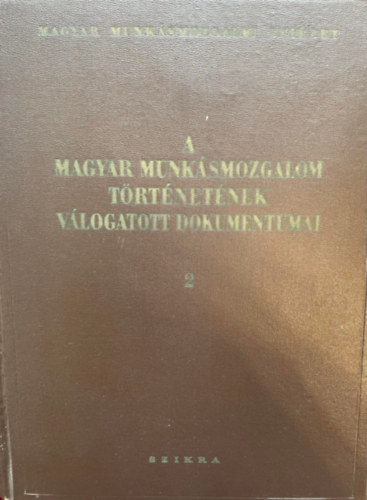 MAGYAR MUNKÁSMOZGALMI INTÉZET
A
MAGYAR MUNKÁSMOZGALOM
TÖRTÉNETÉNEK
VÁLOGATOTT DOKUMENTUMAI
2
SZIKRA